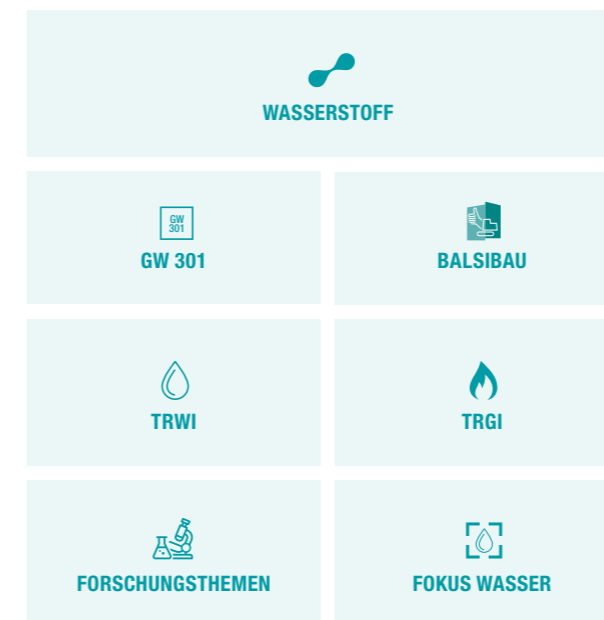 WASSERSTOFF
GW
301
GW 301
BALSIBAU
TRWI
TRGI
FORSCHUNGSTHEMEN
FOKUS WASSER